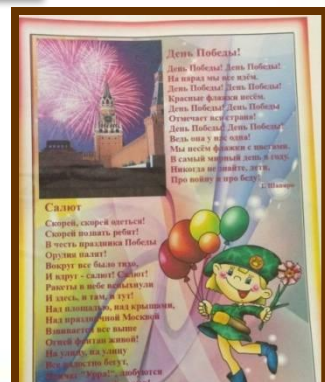 День Победы!
День Победы! День Победы!
На парад мы все идём.
День Победы! День Победы!
Красные флажки несём.
День Победы! День Победы
Отмечает вся страна!
День Победы! День Победы!
Ведь она у нас одна!
Мы несём флажки с цветами,
В самый мирный день в году.
Никогда не знайте, дети,
Про войну и про беду!
Салют
Скорей, скорей одеться!
Скорей позвать ребят!
В честь праздника Победы
Орудия палят!
Вокруг все было тихо,
И вдруг - салют! Салют!
Ракеты в небе вспыхнули
И здесь, и там, и тут!
Над площадью, над крышами,
Над праздничной Москвой
Взвивается все выше
Огней фонтан живой!
На улицу, на улицу
Все радостно бегут,
"Ура!", любуются